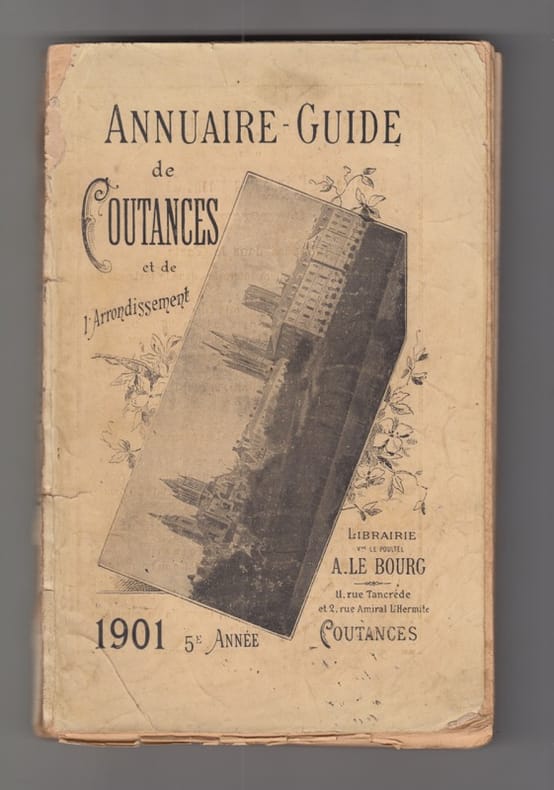 ANNUAIRE-GUIDE
de
COUTANCES
et de
l'Arrondissement
LIBRAIRIE
Vve LE POUITEL
A. LE BOURG
11, rue Tancrède
et 2, rue Amiral L'Hermite
COUTANCES
1901 5E ANNÉE